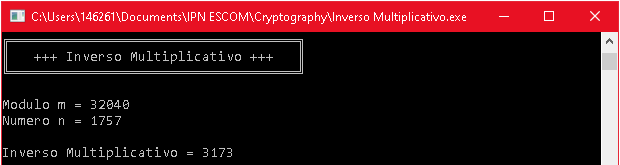 C:\Users\146261\Documents\IPN ESCOM\Cryptography\Inverso Multiplicativo.exe
+++ Inverso Multiplicativo +++
Modulo m = 32040
Numero n = 1757
Inverso Multiplicativo = 3173